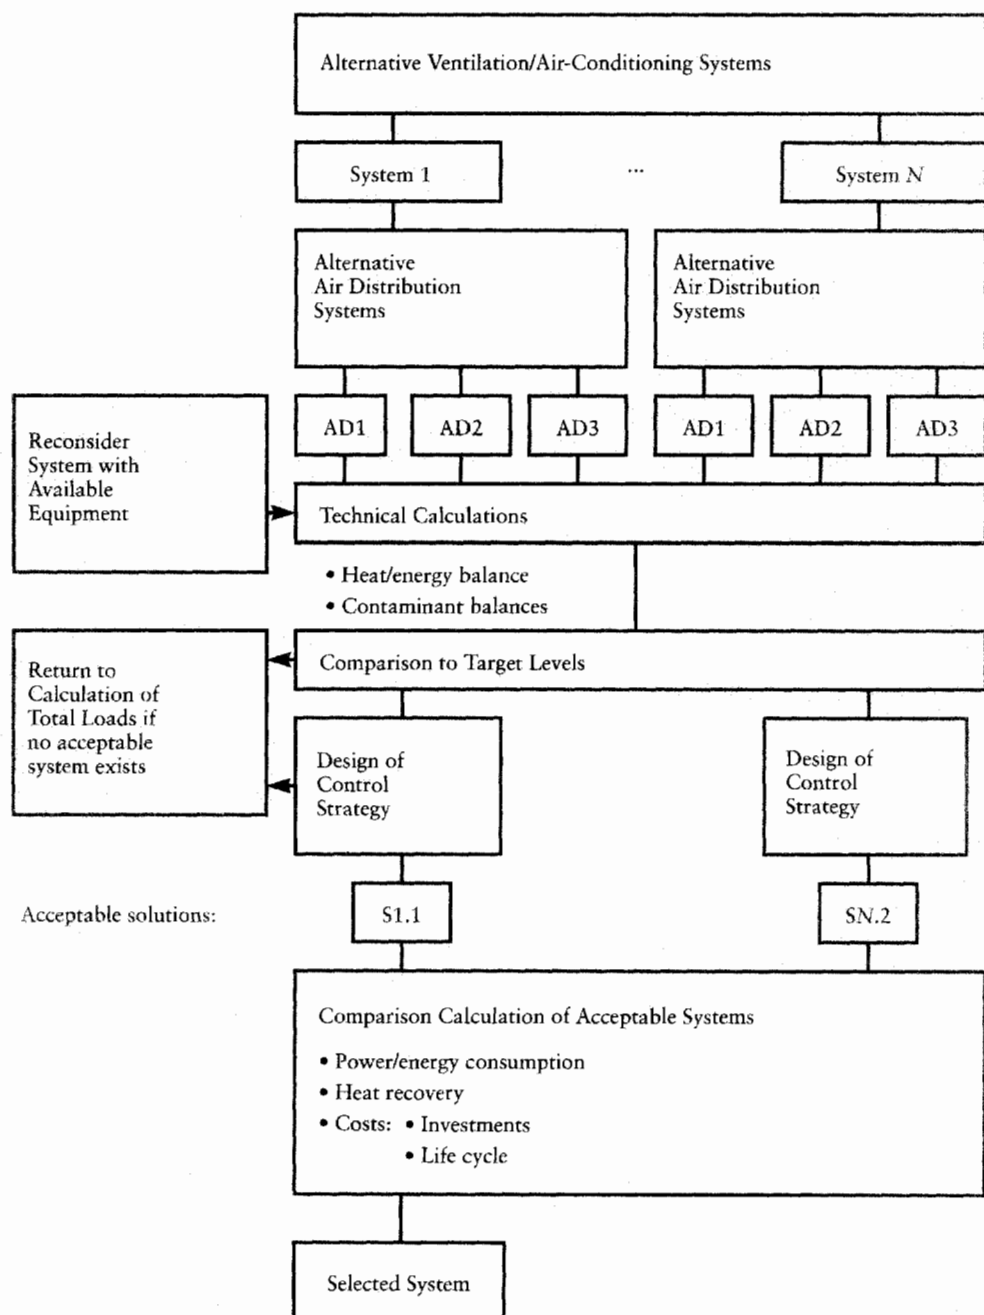 Alternative Ventilation/Air-Conditioning Systems
System 1
...
System N
Alternative
Air Distribution
Systems
Alternative
Air Distribution
Systems
AD1
AD2
AD3
AD1
AD2
AD3
Reconsider
System with
Available
Equipment
Technical Calculations
• Heat/energy balance
• Contaminant balances
Comparison to Target Levels
Return to
Calculation of
Total Loads if
no acceptable
system exists
Design of
Control
Strategy
Design of
Control
Strategy
Acceptable solutions:
S1.1
SN.2
Comparison Calculation of Acceptable Systems
• Power/energy consumption
• Heat recovery
• Costs: • Investments
• Life cycle
Selected System